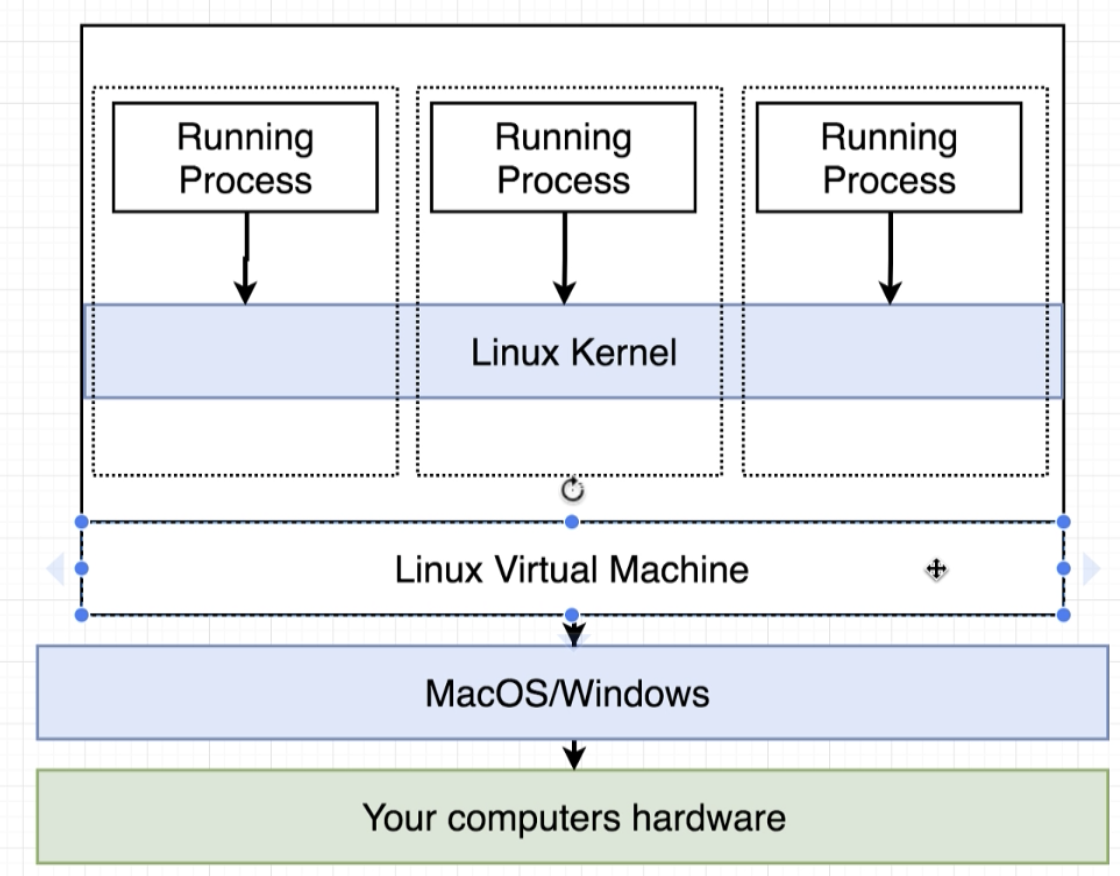 Running
Process
Running
Process
Running
Process
Linux Kernel
Linux Virtual Machine
MacOS/Windows
Your computers hardware